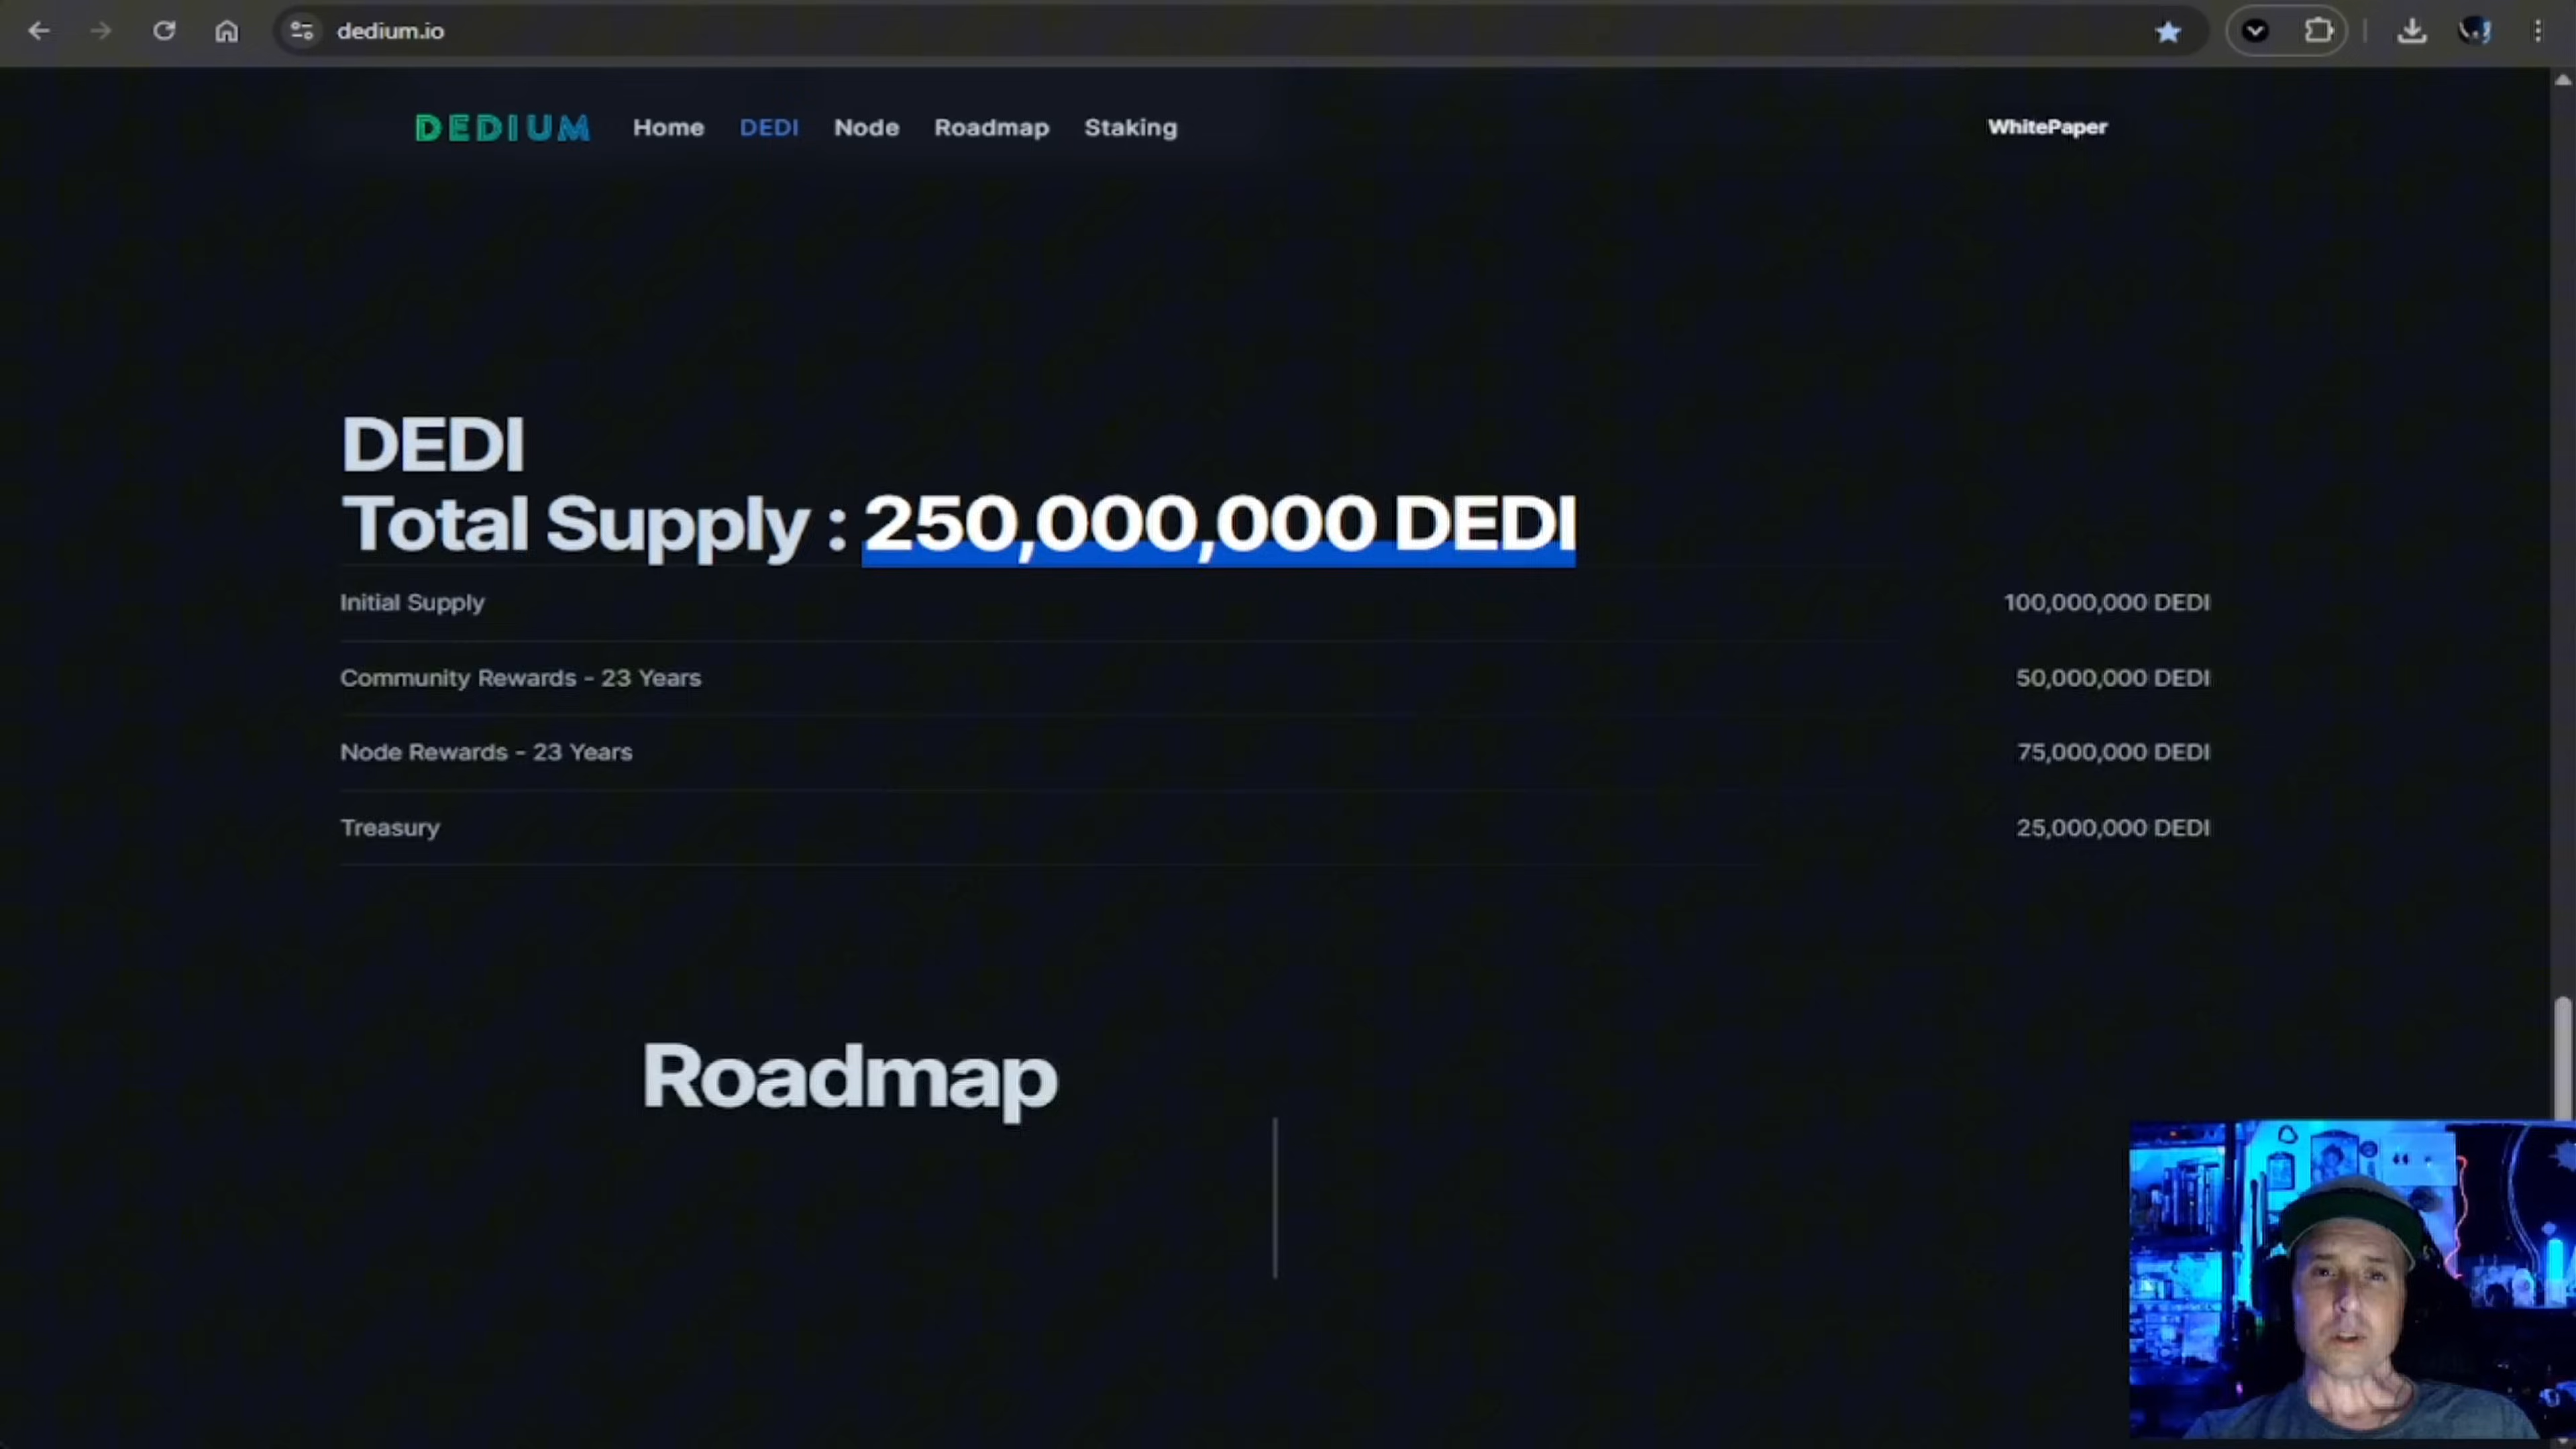 dedium.io
DEDIUM Home DEDI Node Roadmap Staking WhitePaper
DEDI
Total Supply : 250,000,000 DEDI
Initial Supply 100,000,000 DEDI
Community Rewards - 23 Years 50,000,000 DEDI
Node Rewards - 23 Years 75,000,000 DEDI
Treasury 25,000,000 DEDI
Roadmap